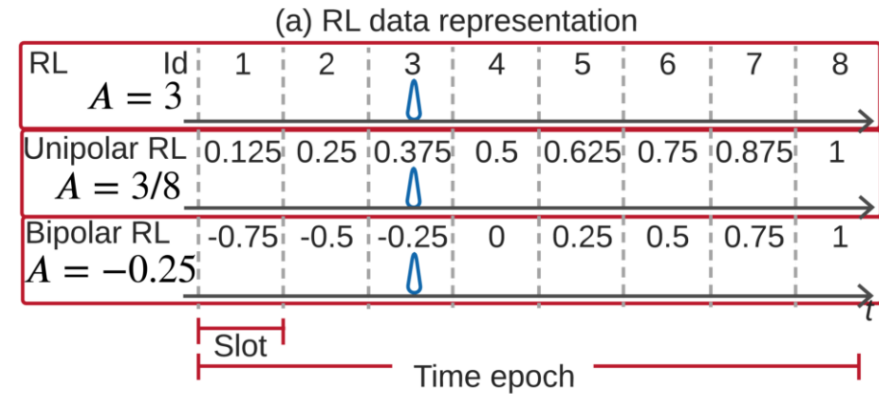 (a) RL data representation
RL Id 1 2 3 4 5 6 7 8
A = 3
Unipolar RL 0.125 0.25 0.375 0.5 0.625 0.75 0.875 1
A = 3/8
Bipolar RL -0.75 -0.5 -0.25 0 0.25 0.5 0.75 1
A = −0.25
t
Slot
Time epoch